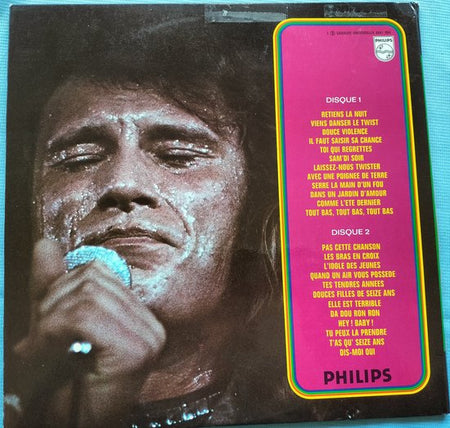 PHILIPS
DISQUE 1
RETIENS LA NUIT
VIENS DANSER LE TWIST
DOUCE VIOLENCE
IL FAUT SAISIR SA CHANCE
TOI QUI REGRETTES
SAM'DI SOIR
LAISSEZ-NOUS TWISTER
AVEC UNE POIGNEE DE TERRE
SERRE LA MAIN D'UN FOU
DANS UN JARDIN D'AMOUR
COMME L'ETE DERNIER
TOUT BAS, TOUT BAS, TOUT BAS
DISQUE 2
PAS CETTE CHANSON
LES BRAS EN CROIX
L'IDOLE DES JEUNES
QUAND UN AIR VOUS POSSEDE
TES TENDRES ANNEES
DOUCES FILLES DE SEIZE ANS
ELLE EST TERRIBLE
DA DOU RON RON
HEY ! BABY !
TU PEUX LA PRENDRE
T'AS QU' SEIZE ANS
DIS-MOI OUI
PHILIPS